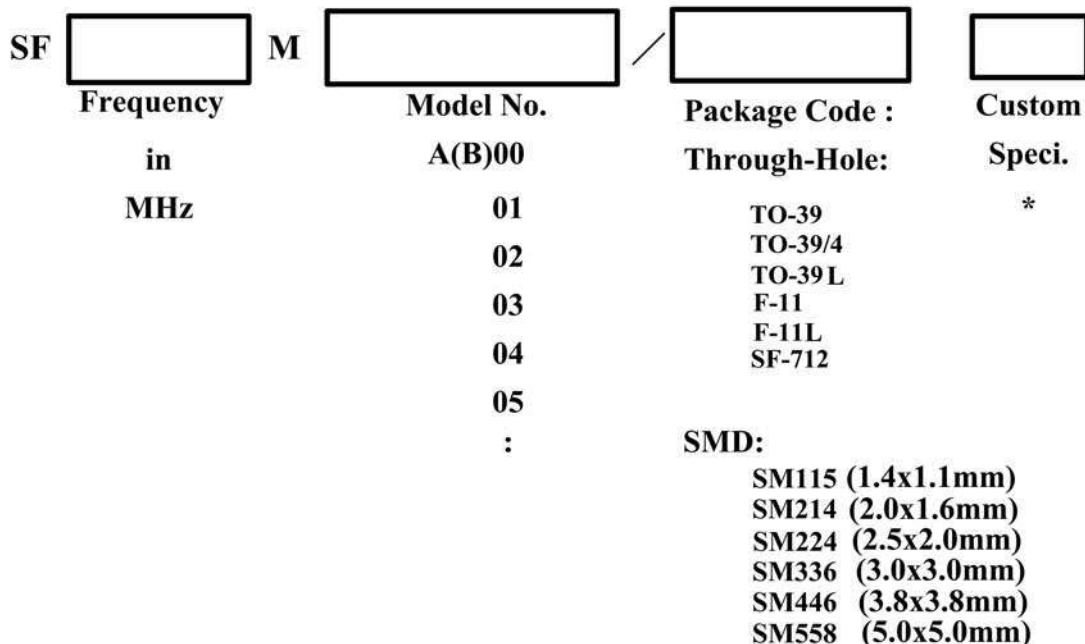 SF M /
Frequency Model No. Package Code : Custom
in A(B)00 Through-Hole: Speci.
MHz 01 TO-39 *
02 TO-39/4
TO-39L
03 F-11
F-11L
04 SF-712
05
: SMD:
SM115 (1.4x1.1mm)
SM214 (2.0x1.6mm)
SM224 (2.5x2.0mm)
SM336 (3.0x3.0mm)
SM446 (3.8x3.8mm)
SM558 (5.0x5.0mm)